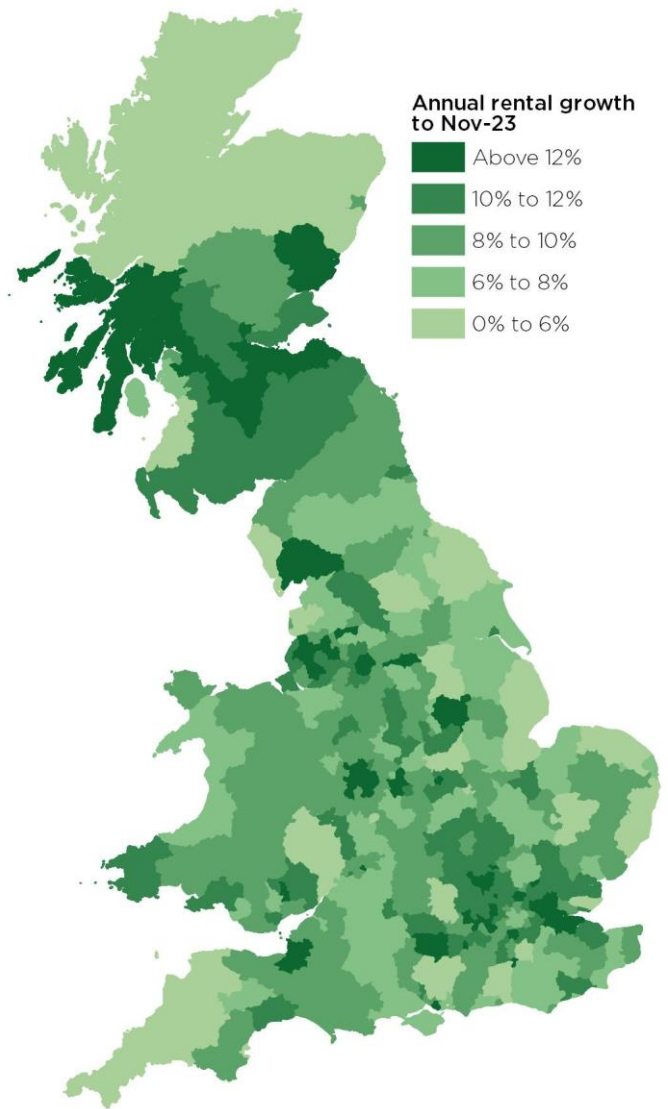 Annual rental growth
to Nov-23
Above 12%
10% to 12%
8% to 10%
6% to 8%
0% to 6%